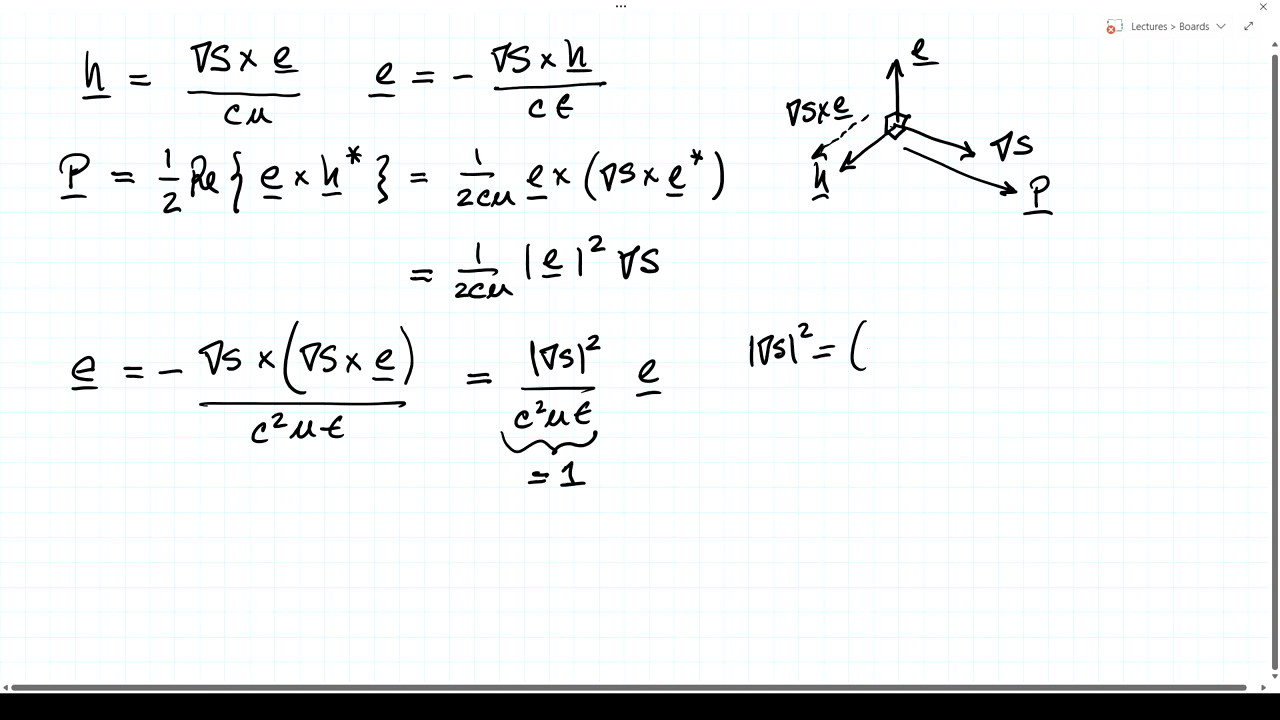 Lectures > Boards
h = ∇S × e / cμ    e = - ∇S × h / cϵ
e
∇S×e
∇S
h
P
P = 1/2 Re{ e × h* } = 1/2cμ e × (∇S × e*)
= 1/2cμ |e|² ∇S
e = - ∇S × (∇S × e) / c²μϵ = |∇S|² / c²μϵ e    |∇S|² = (
= 1